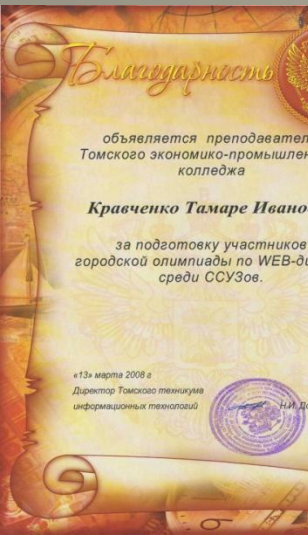 Благодарность
объявляется преподавател
Томского экономико-промышлен
колледжа
Кравченко Тамаре Ивано
за подготовку участников
городской олимпиады по WEB-ди
среди ССУЗов.
«13» марта 2008 г
Директор Томского техникума
информационных технологий Н.И. До